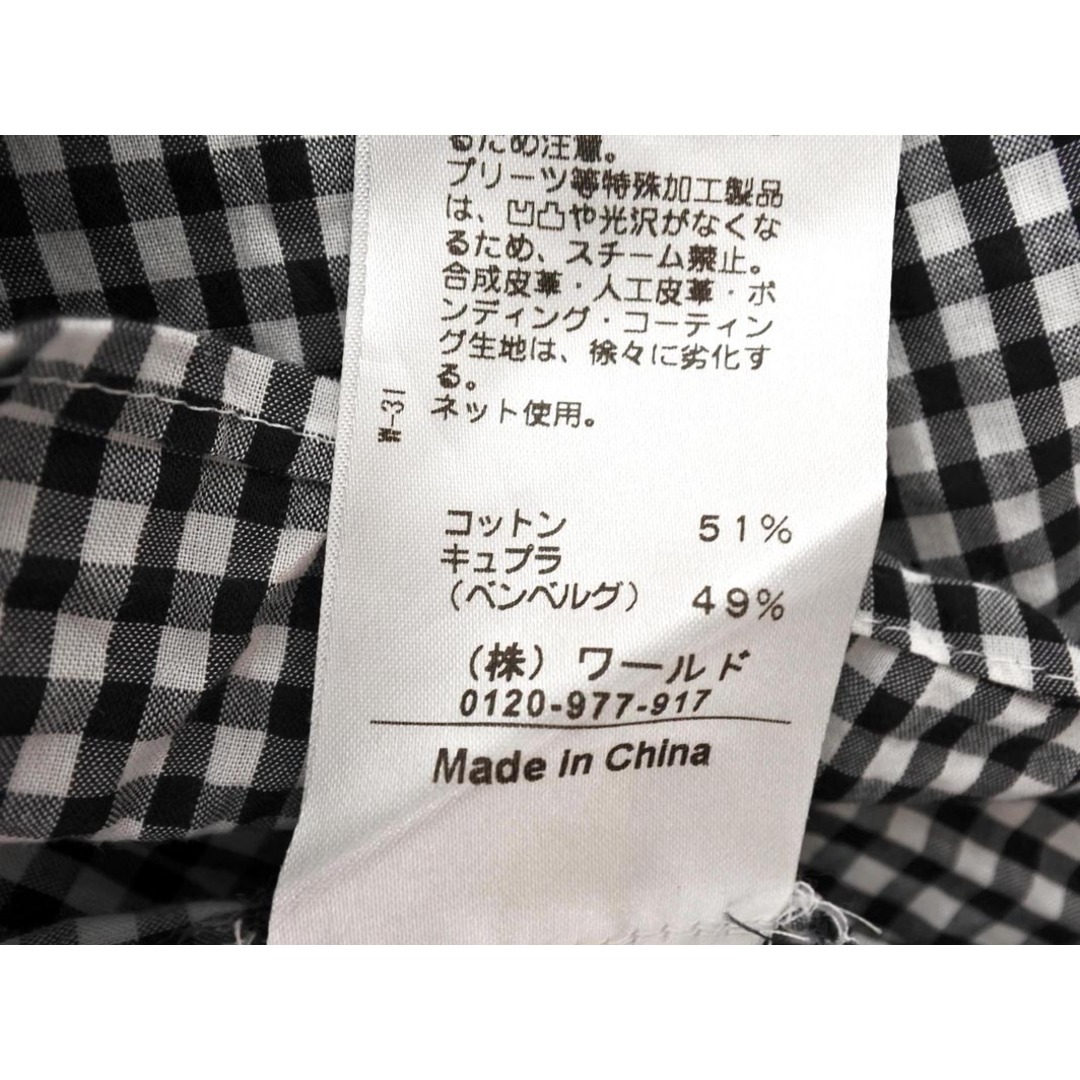 るため注意。
プリーツ等特殊加工製品
は、凹凸や光沢がなくな
るため、スチーム禁止。
合成皮革・人工皮革・ボ
ンディング・コーティン
グ生地は、徐々に劣化す
る。
ネット使用。
W-31
コットン 51%
キュプラ
（ベンベルグ） 49%
（株）ワールド
0120-977-917
Made in China